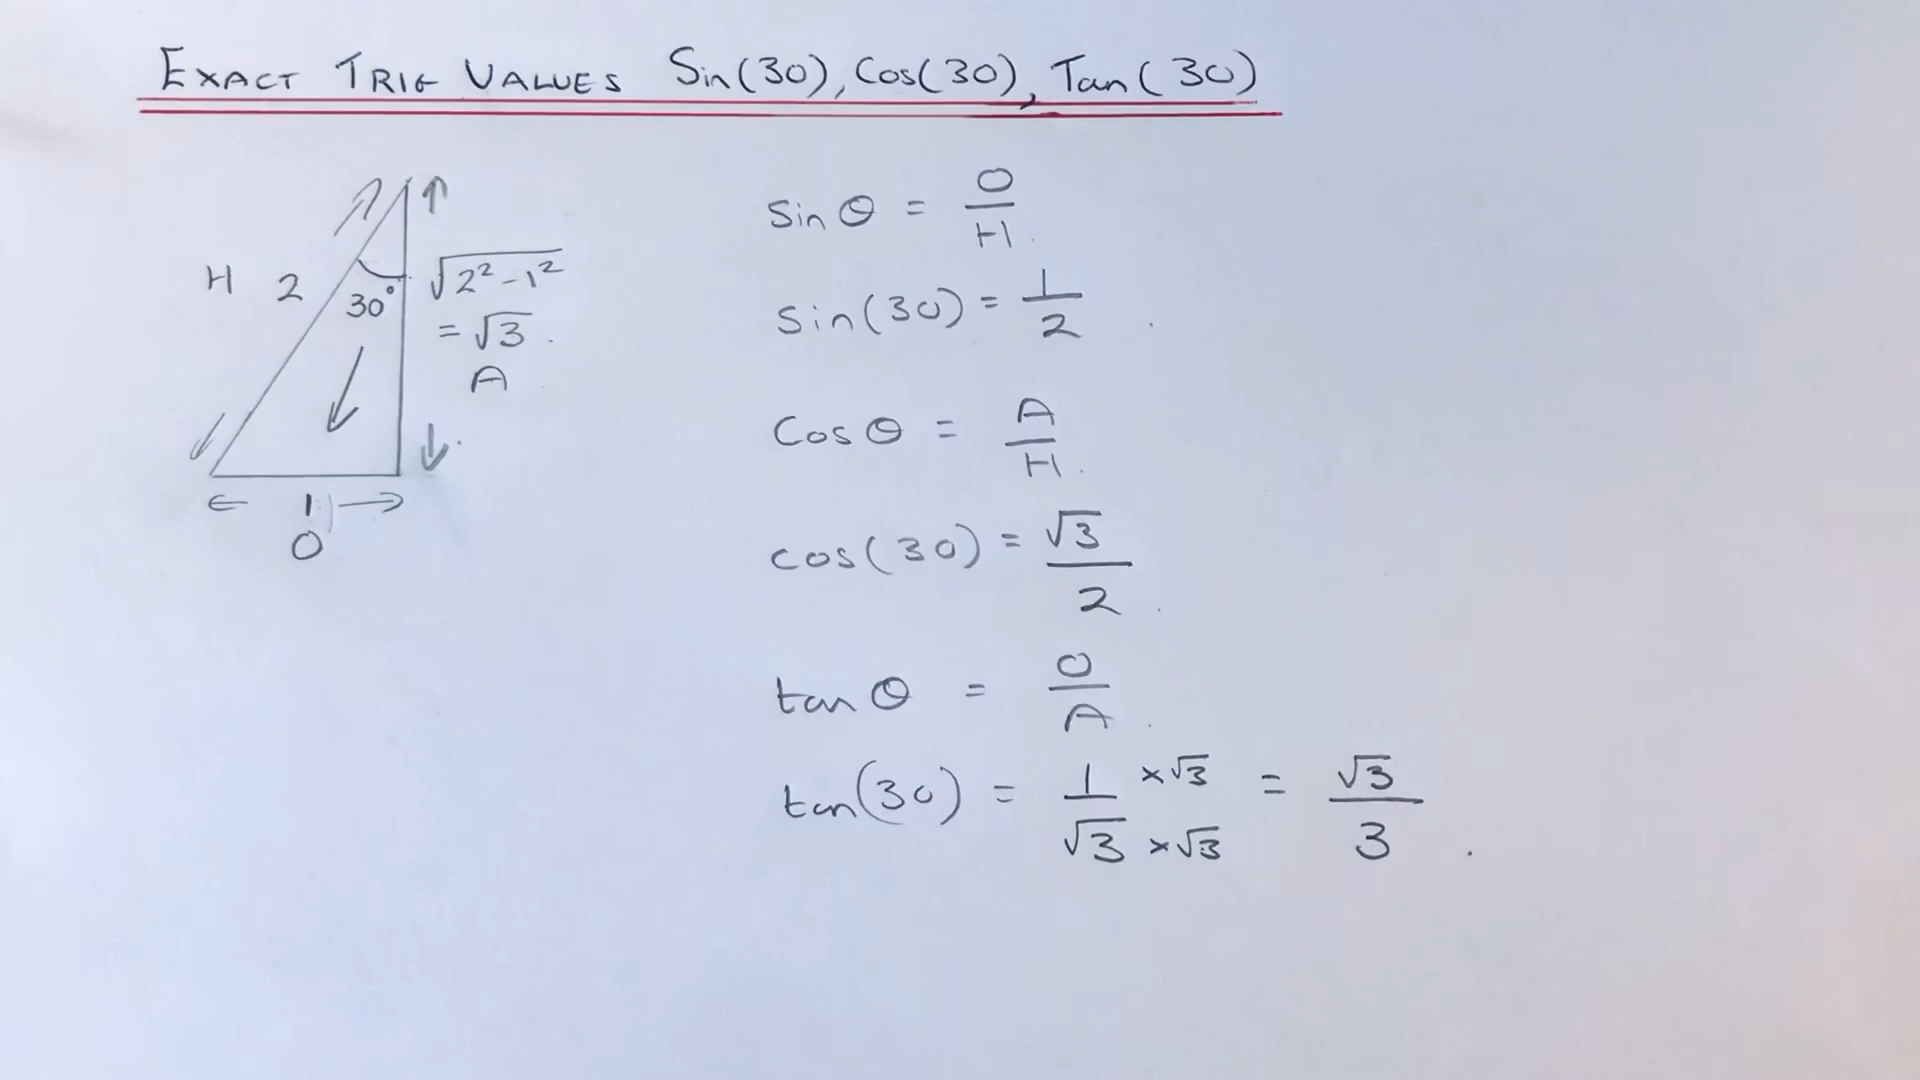 EXACT TRIG VALUES Sin(30), Cos(30), Tan(30)
H 2
30°
√2²-1²
= √3.
A
1
O
Sin θ = O/H.
Sin(30) = 1/2
Cos θ = A/H.
cos(30) = √3/2
tan θ = O/A.
tan(30) = 1/√3 ×√3/×√3 = √3/3.